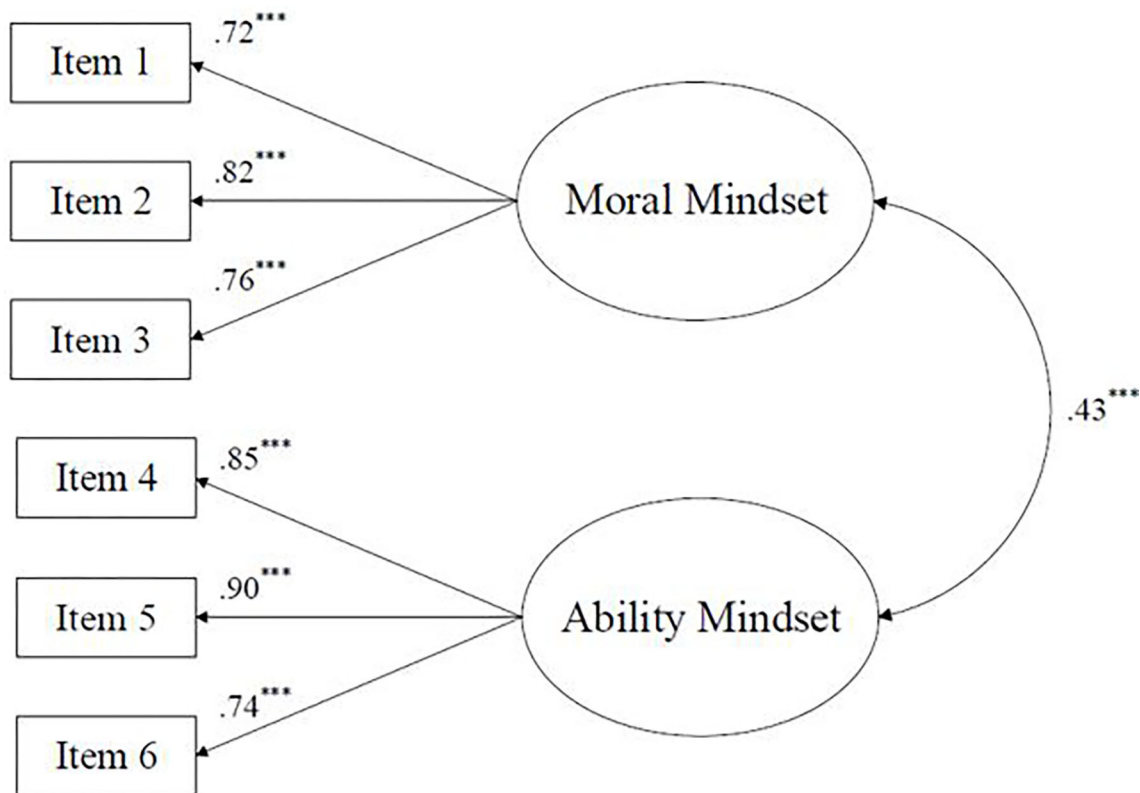 Item 1
.72***
Item 2
.82***
Item 3
.76***
Moral Mindset
.43***
Item 4
.85***
Item 5
.90***
Item 6
.74***
Ability Mindset